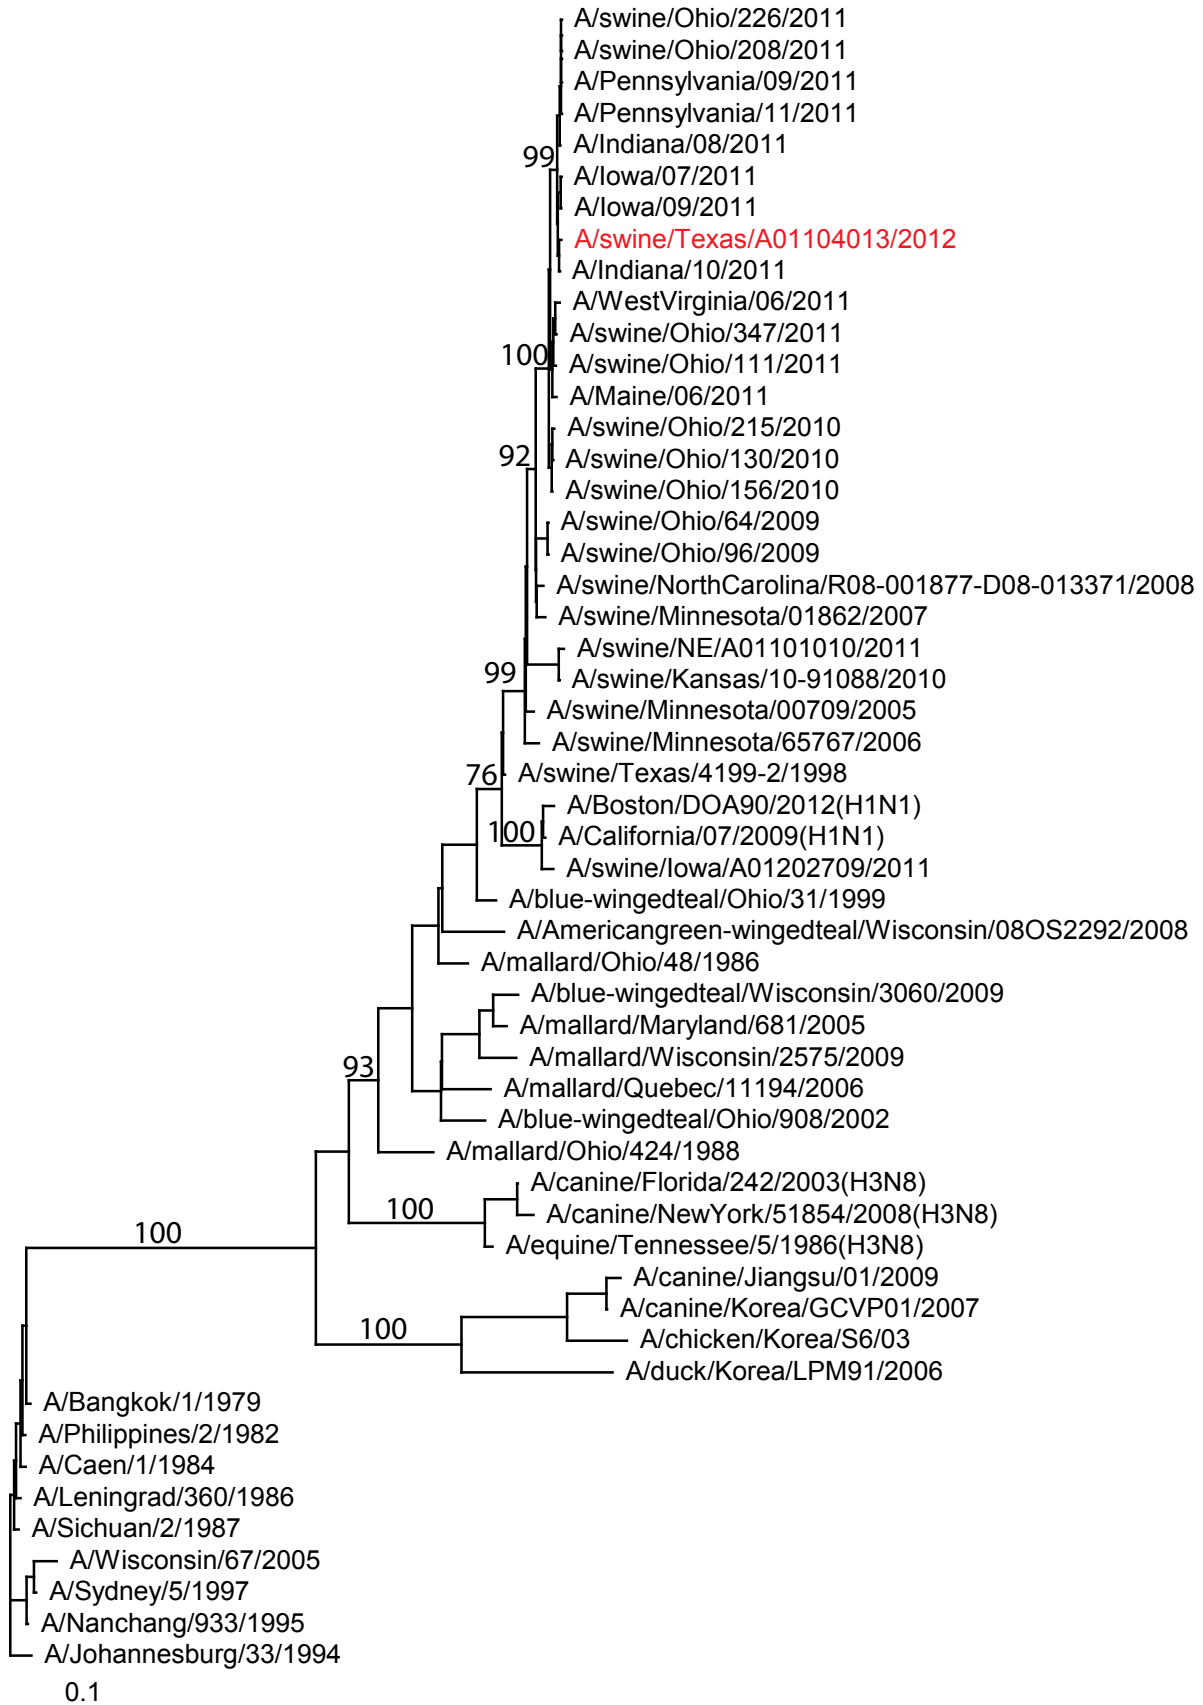 A/swine/Ohio/226/2011
A/swine/Ohio/208/2011
A/Pennsylvania/09/2011
A/Pennsylvania/11/2011
A/Indiana/08/2011
99
A/Iowa/07/2011
A/Iowa/09/2011
A/swine/Texas/A01104013/2012
A/Indiana/10/2011
A/WestVirginia/06/2011
A/swine/Ohio/347/2011
100
A/swine/Ohio/111/2011
A/Maine/06/2011
A/swine/Ohio/215/2010
92
A/swine/Ohio/130/2010
A/swine/Ohio/156/2010
A/swine/Ohio/64/2009
A/swine/Ohio/96/2009
A/swine/NorthCarolina/R08-001877-D08-013371/2008
A/swine/Minnesota/01862/2007
A/swine/NE/A01101010/2011
99
A/swine/Kansas/10-91088/2010
A/swine/Minnesota/00709/2005
A/swine/Minnesota/65767/2006
76
A/swine/Texas/4199-2/1998
A/Boston/DOA90/2012(H1N1)
100
A/California/07/2009(H1N1)
A/swine/Iowa/A01202709/2011
A/blue-wingedteal/Ohio/31/1999
A/Americangreen-wingedteal/Wisconsin/08OS2292/2008
A/mallard/Ohio/48/1986
A/blue-wingedteal/Wisconsin/3060/2009
A/mallard/Maryland/681/2005
A/mallard/Wisconsin/2575/2009
93
A/mallard/Quebec/11194/2006
A/blue-wingedteal/Ohio/908/2002
A/mallard/Ohio/424/1988
A/canine/Florida/242/2003(H3N8)
100
A/canine/NewYork/51854/2008(H3N8)
100
A/equine/Tennessee/5/1986(H3N8)
A/canine/Jiangsu/01/2009
A/canine/Korea/GCVP01/2007
100
A/chicken/Korea/S6/03
A/duck/Korea/LPM91/2006
A/Bangkok/1/1979
A/Philippines/2/1982
A/Caen/1/1984
A/Leningrad/360/1986
A/Sichuan/2/1987
A/Wisconsin/67/2005
A/Sydney/5/1997
A/Nanchang/933/1995
A/Johannesburg/33/1994
0.1